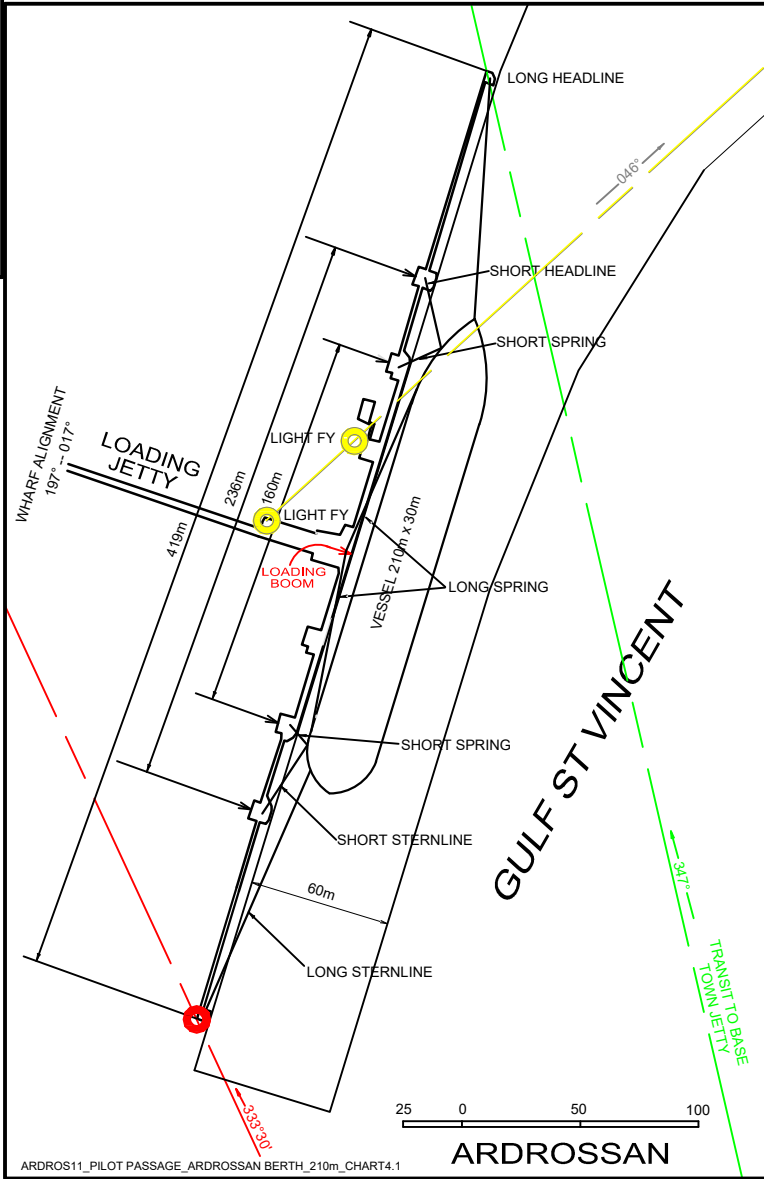 LONG HEADLINE
046°
SHORT HEADLINE
SHORT SPRING
WHARF ALIGNMENT
197° -- 017°
LOADING
JETTY
LIGHT FY
LIGHT FY
419m
236m
160m
LOADING
BOOM
VESSEL 210m X 30m
LONG SPRING
GULF ST VINCENT
SHORT SPRING
SHORT STERNLINE
60m
LONG STERNLINE
347°
TRANSIT TO BASE
TOWN JETTY
333°30'
25 0 50 100
ARDROSSAN
ARDROS11_PILOT PASSAGE_ARDROSSAN BERTH_210m_CHART4.1